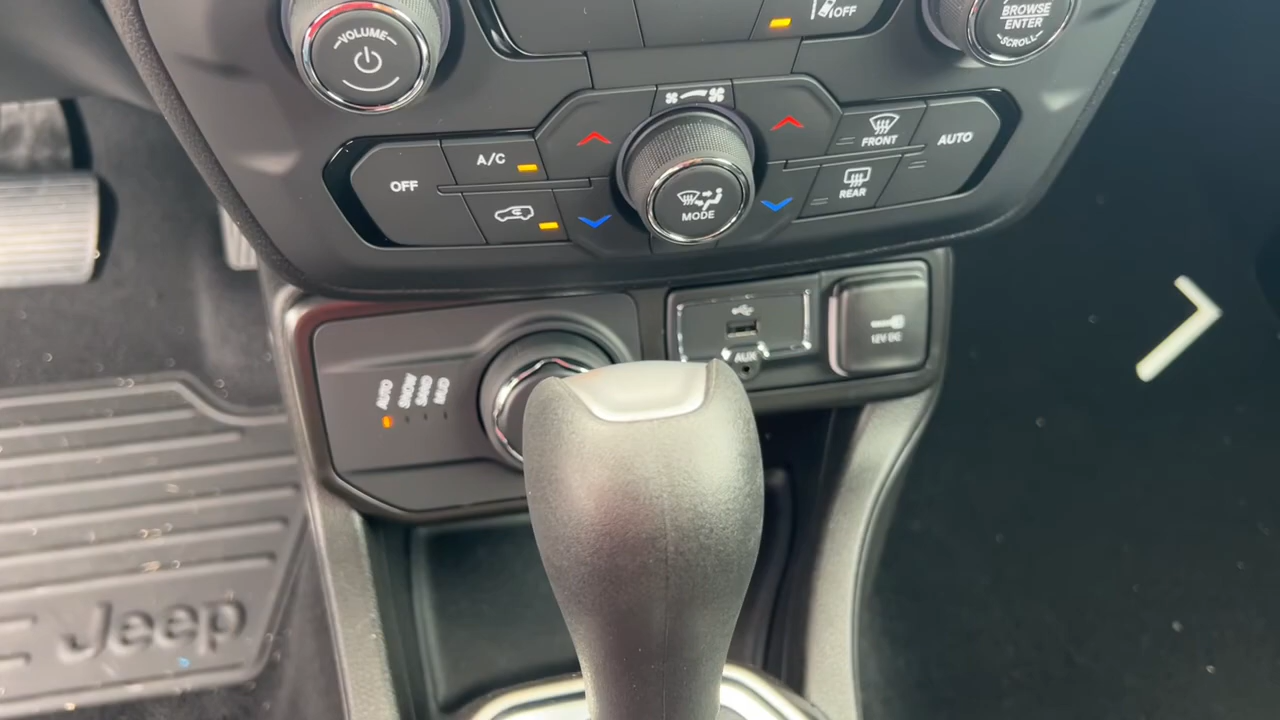 VOLUME
OFF
BROWSE
ENTER
SCROLL
OFF
A/C
MODE
FRONT
REAR
AUTO
AUTO
SNOW
SAND
MUD
AUX
12V DC
Jeep